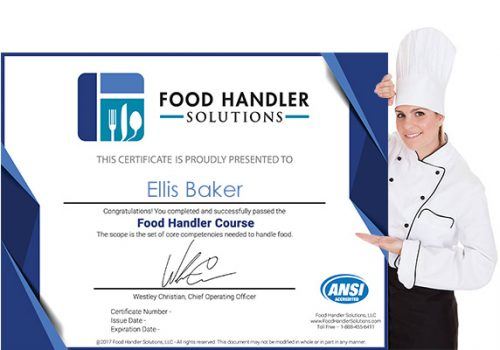 FOOD HANDLER
SOLUTIONS
THIS CERTIFICATE IS PROUDLY PRESENTED TO
Ellis Baker
Congratulations! You completed and successfully passed the
Food Handler Course
The scope is the set of core competencies needed to handle food.
Westley Christian, Chief Operating Officer
ANSI
ACCREDITED
Certificate Number -
Issue Date -
Expiration Date -
Food Handler Solutions, LLC
www.FoodHandlerSolutions.com
Toll Free - 1-888-455-6411
©2017 Food Handler Solutions, LLC - All rights reserved. This document may not be modified in whole or in part in any manner.